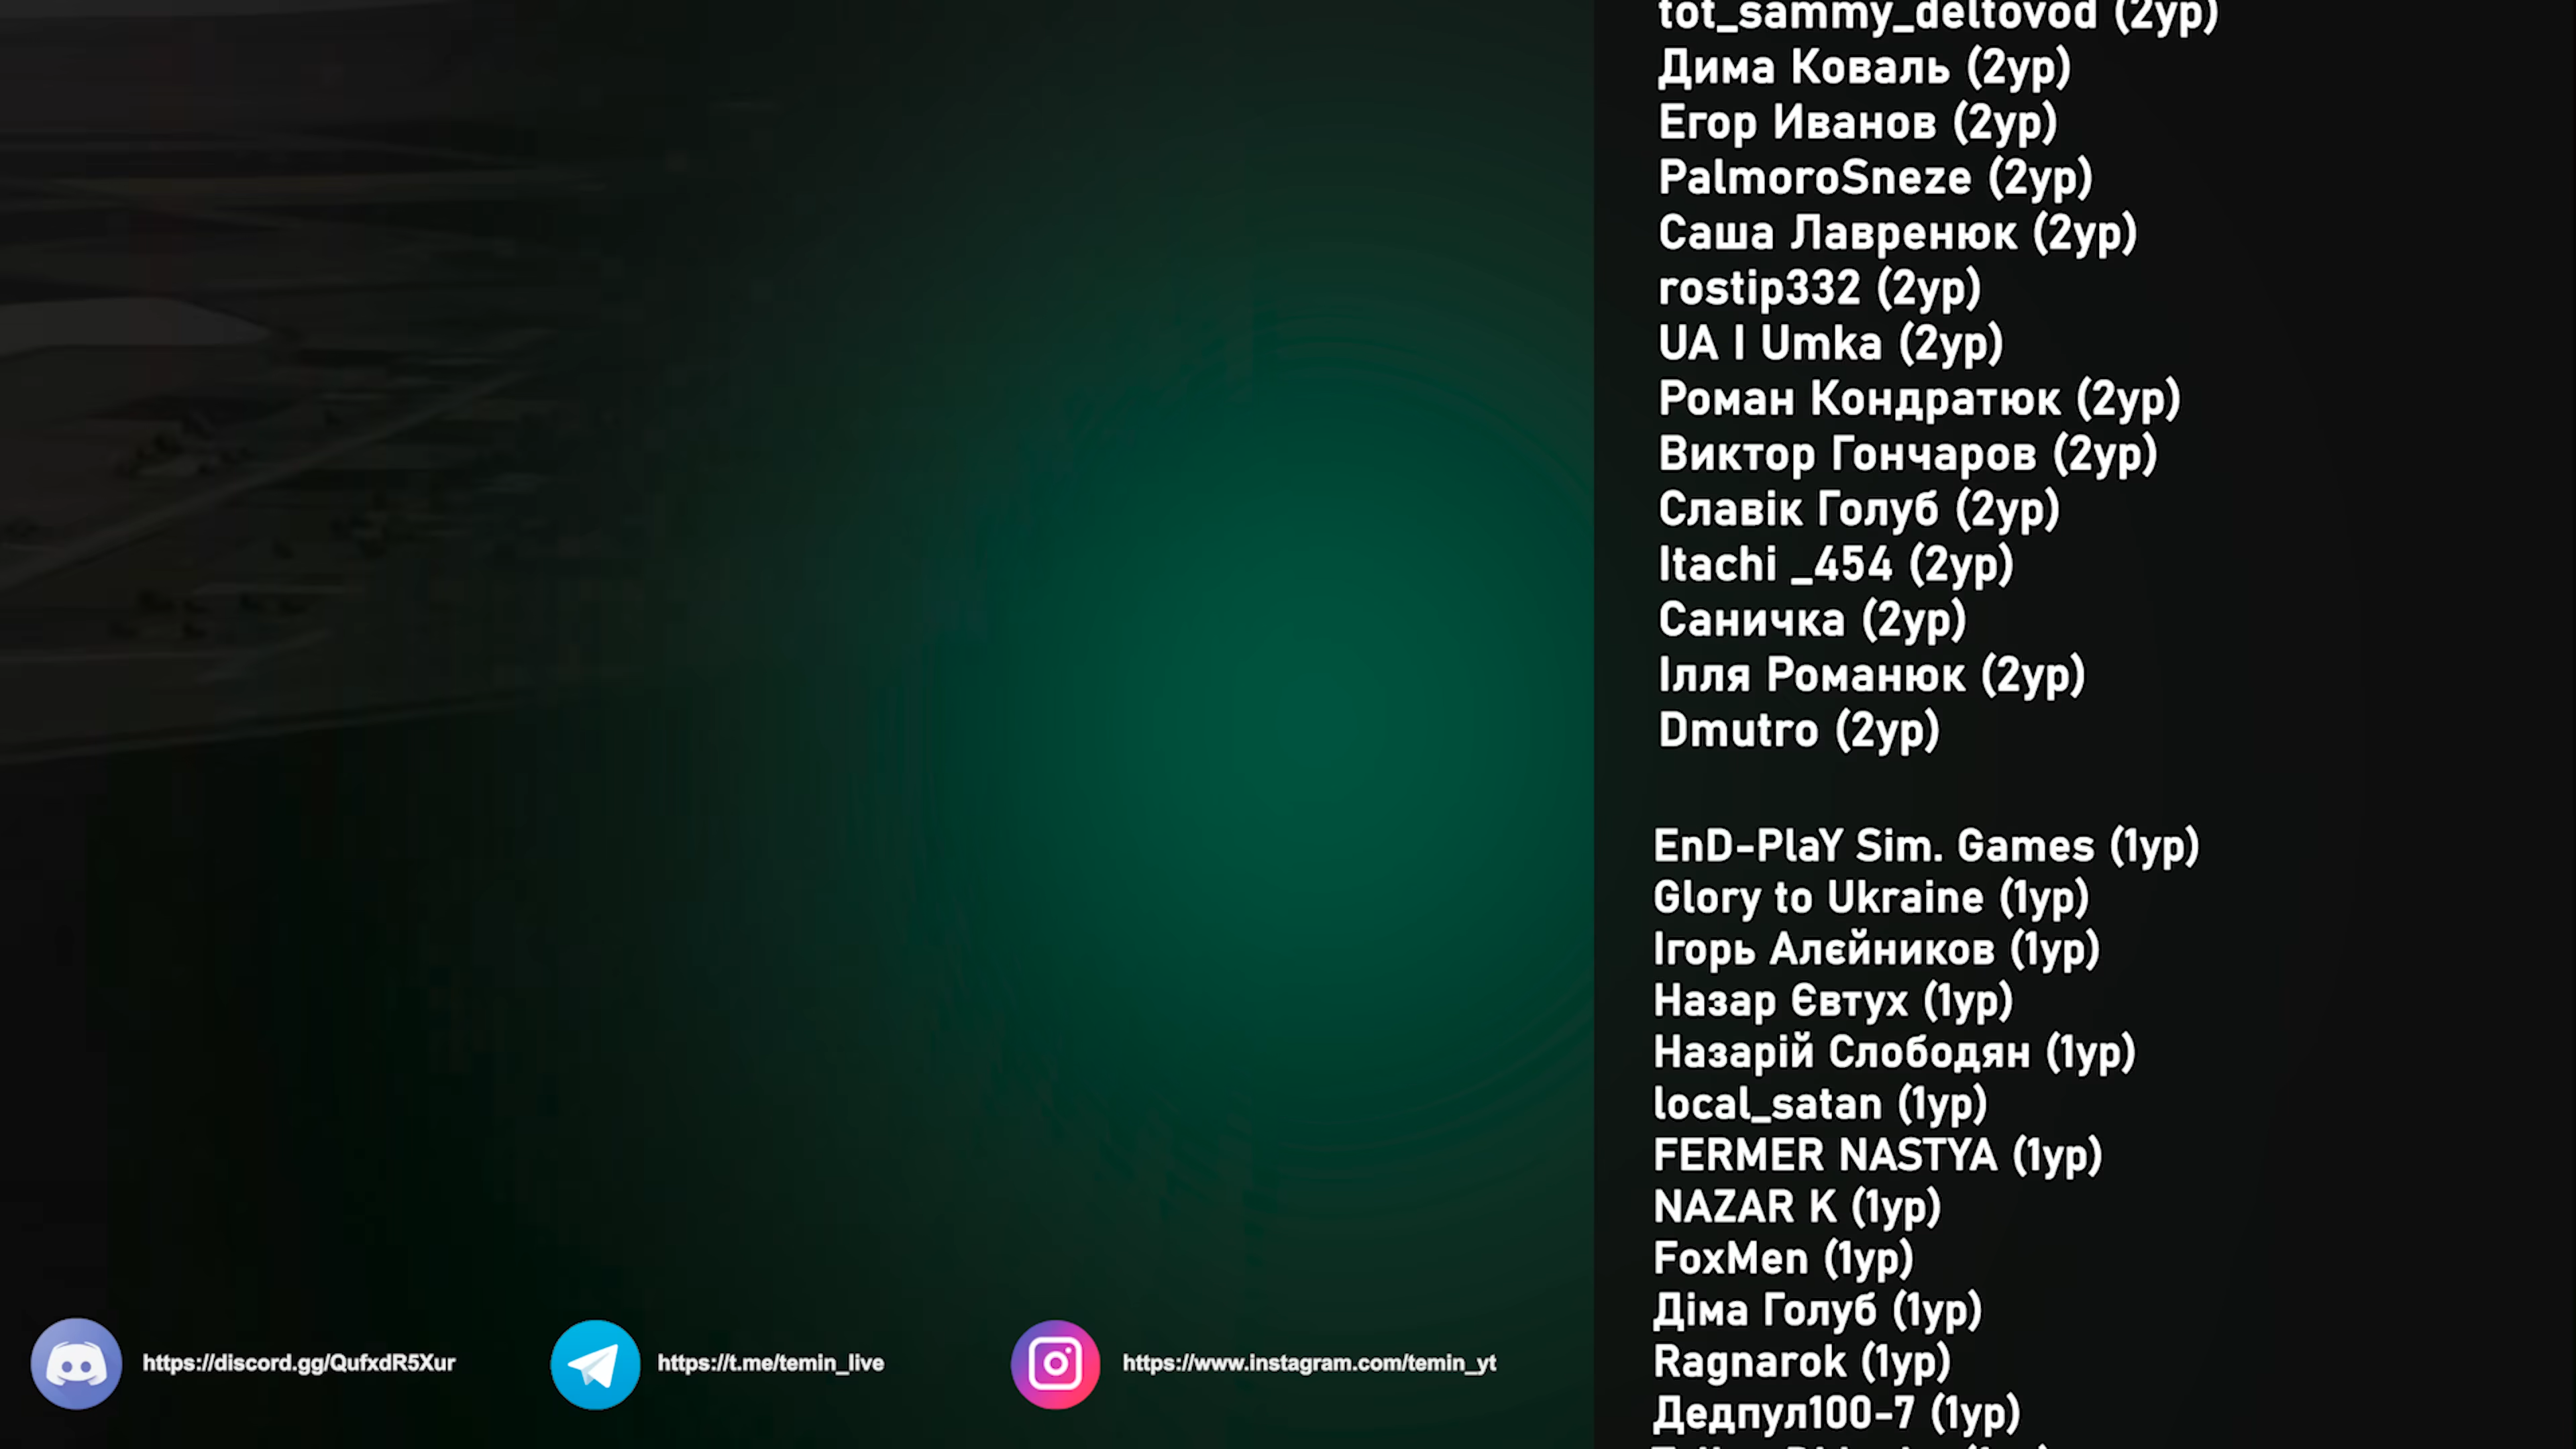 tot_sammy_deltovod (2ур)
Дима Коваль (2ур)
Егор Иванов (2ур)
PalmoroSneze (2ур)
Саша Лавренюк (2ур)
rostip332 (2ур)
UA I Umka (2ур)
Роман Кондратюк (2ур)
Виктор Гончаров (2ур)
Славік Голуб (2ур)
Itachi _454 (2ур)
Саничка (2ур)
Ілля Романюк (2ур)
Dmutro (2ур)
EnD-PlaY Sim. Games (1ур)
Glory to Ukraine (1ур)
Ігорь Алєйников (1ур)
Назар Євтух (1ур)
Назарій Слободян (1ур)
local_satan (1ур)
FERMER NASTYA (1ур)
NAZAR K (1ур)
FoxMen (1ур)
Діма Голуб (1ур)
Ragnarok (1ур)
Дедпул100-7 (1ур)
https://discord.gg/QufxdR5Xur
https://t.me/temin_live
https://www.instagram.com/temin_yt